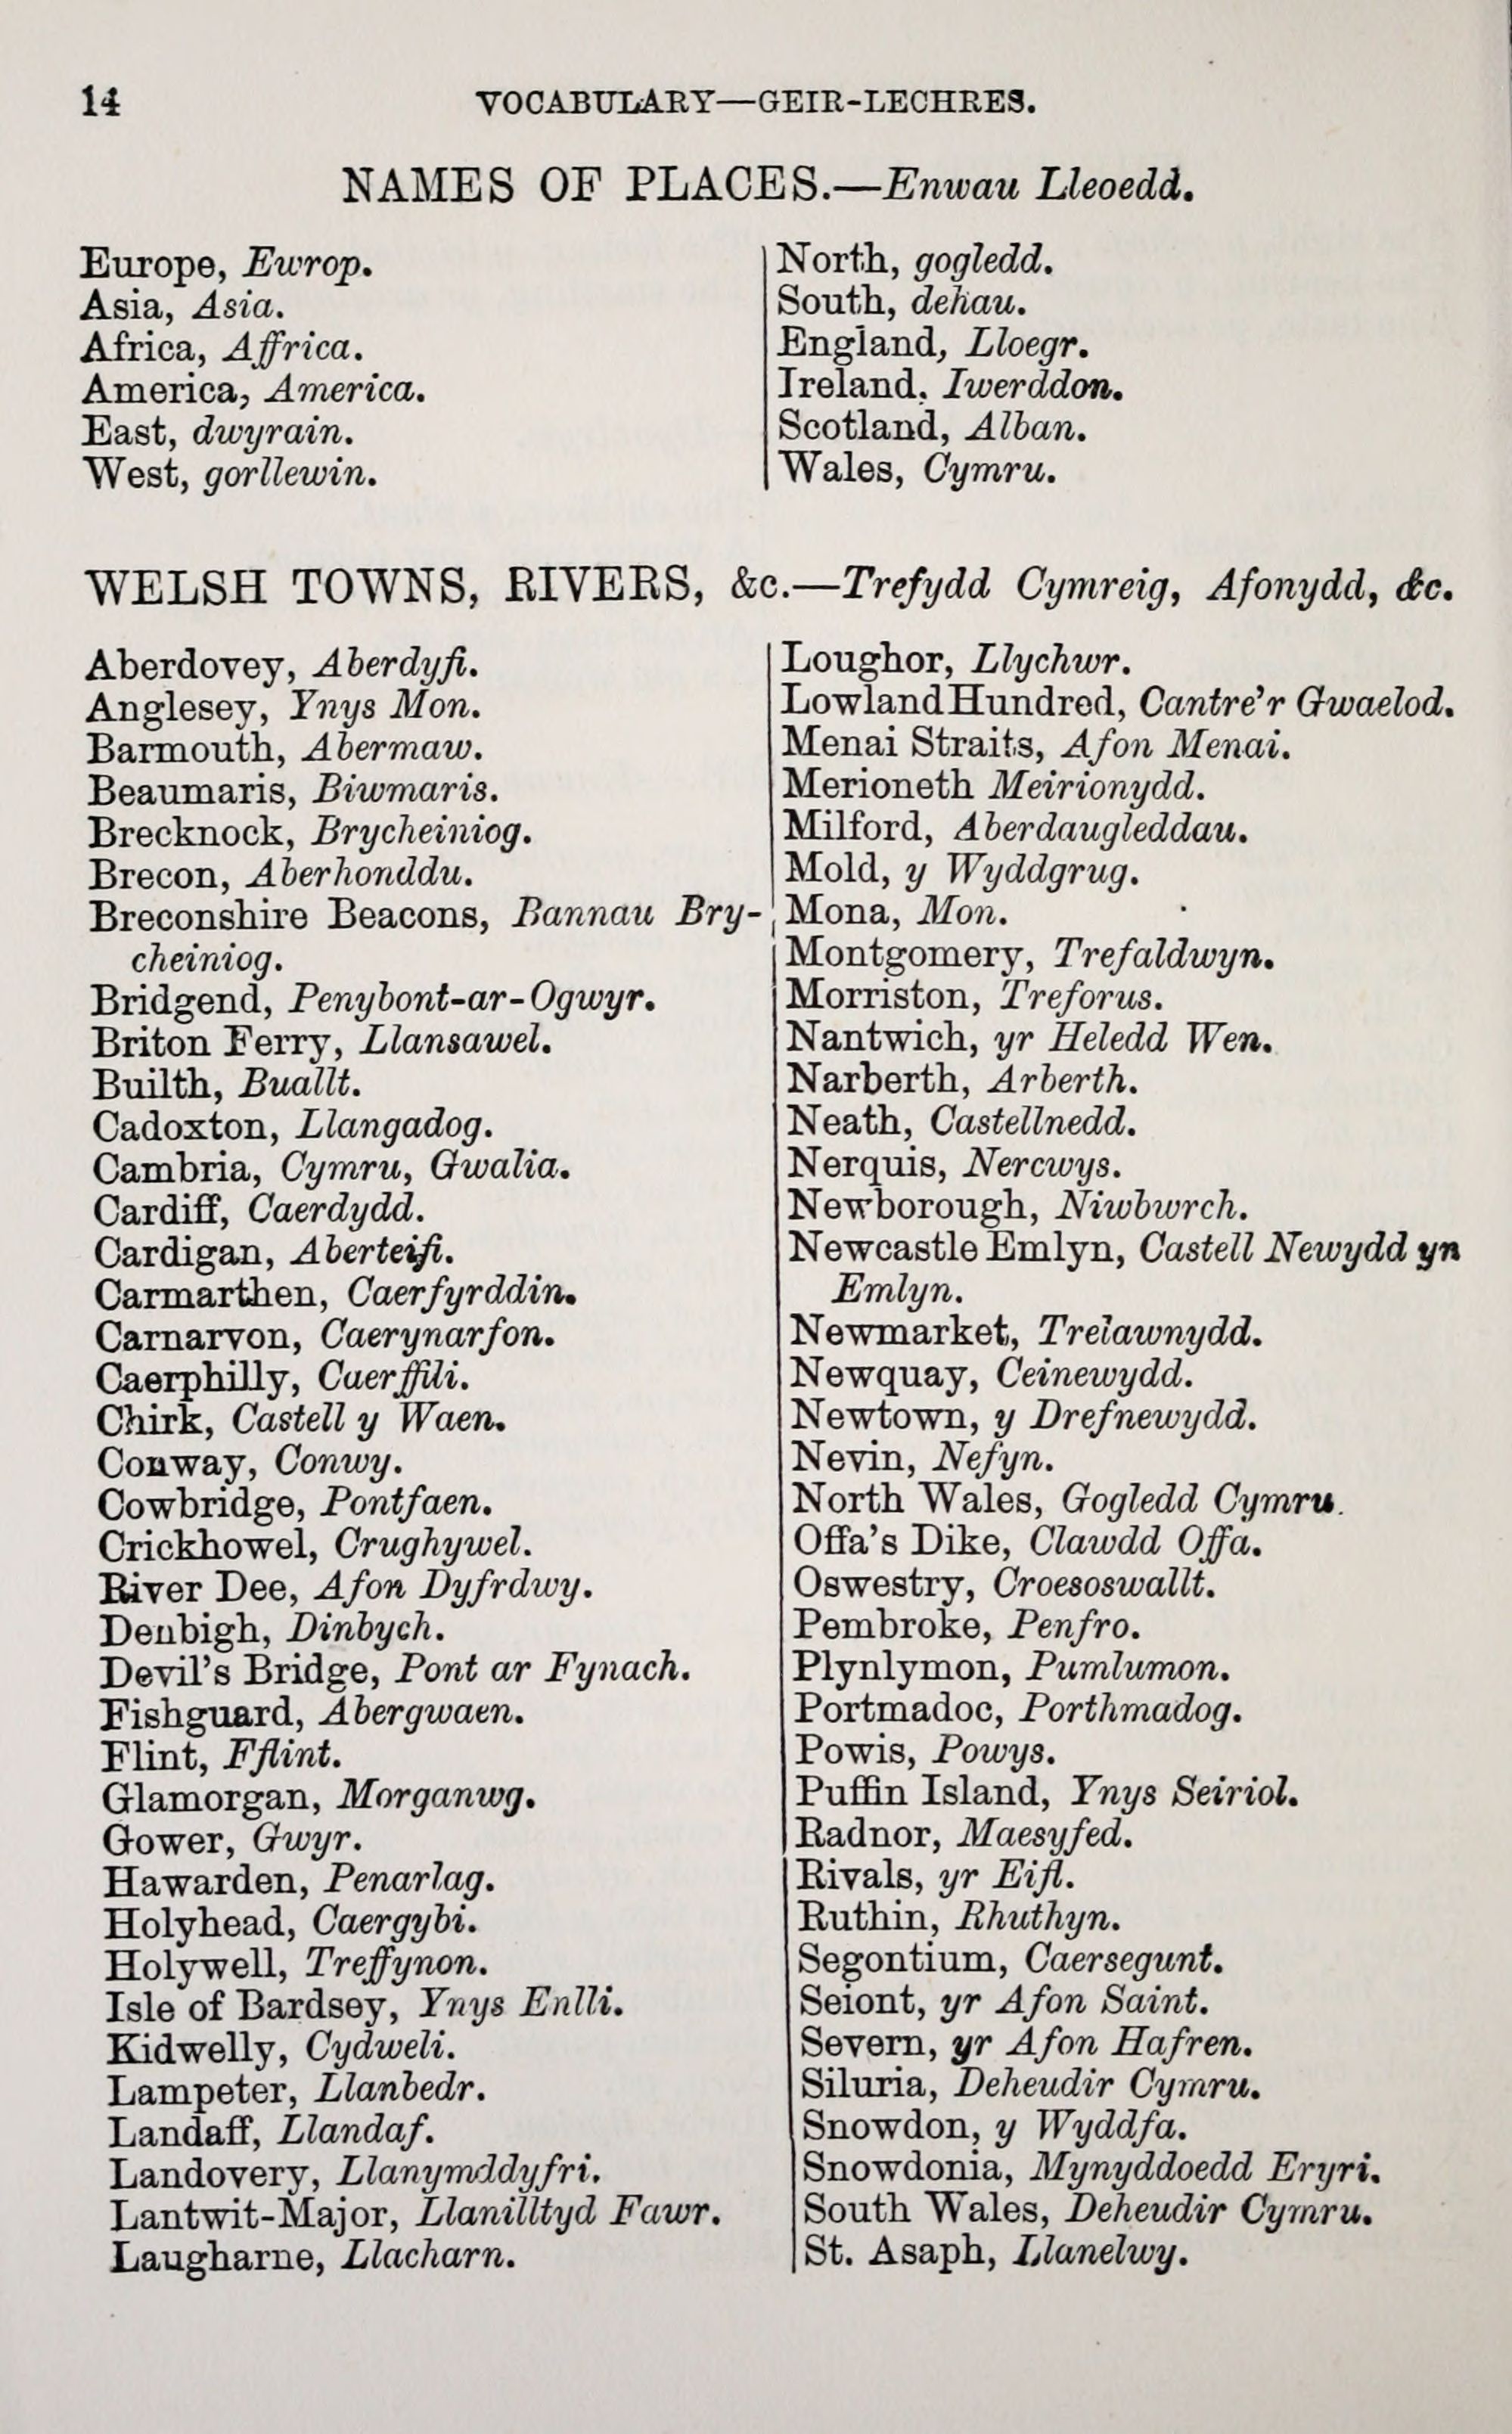 14
VOCABULARY—GEIR-LECHRES.
NAMES OF PLACES.—Enwau Lleoedd.
Europe, Ewrop.
Asia, Asia.
Africa, Affrica.
America, America.
East, dwyrain.
West, gorllewin.
North, gogledd.
South, dehau.
England, Lloegr.
Ireland, Iwerddon.
Scotland, Alban.
Wales, Cymru.
WELSH TOWNS, RIVERS, &c.—Trefydd Cymreig, Afonydd, &c.
Aberdovey, Aberdyfi.
Anglesey, Ynys Mon.
Barmouth, Abermaw.
Beaumaris, Biwmaris.
Brecknock, Brycheiniog.
Brecon, Aberhonddu.
Breconshire Beacons, Bannau Bry-
cheiniog.
Bridgend, Penybont-ar-Ogwyr.
Briton Ferry, Llansawel.
Builth, Buallt.
Cadoxton, Llangadog.
Cambria, Cymru, Gwalia.
Cardiff, Caerdydd.
Cardigan, Aberteifi.
Carmarthen, Caerfyrddin.
Carnarvon, Caerynarfon.
Caerphilly, Caerffili.
Chirk, Castell y Waen.
Conway, Conwy.
Cowbridge, Pontfaen.
Crickhowel, Crughywel.
River Dee, Afon Dyfrdwy.
Denbigh, Dinbych.
Devil's Bridge, Pont ar Fynach.
Fishguard, Abergwaen.
Flint, Fflint.
Glamorgan, Morganwg.
Gower, Gwyr.
Hawarden, Penarlag.
Holyhead, Caergybi.
Holywell, Treffynon.
Isle of Bardsey, Ynys Enlli.
Kidwelly, Cydweli.
Lampeter, Llanbedr.
Landaff, Llandaf.
Landovery, Llanymddyfri.
Lantwit-Major, Llanilltyd Fawr.
Laugharne, Llacharn.
Loughor, Llychwr.
Lowland Hundred, Cantre'r Gwaelod.
Menai Straits, Afon Menai.
Merioneth Meirionydd.
Milford, Aberdaugleddau.
Mold, y Wyddgrug.
Mona, Mon.
Montgomery, Trefaldwyn.
Morriston, Treforus.
Nantwich, yr Heledd Wen.
Narberth, Arberth.
Neath, Castellnedd.
Nerquis, Nercwys.
Newborough, Niwbwrch.
Newcastle Emlyn, Castell Newydd yn
Emlyn.
Newmarket, Trelawnydd.
Newquay, Ceinewydd.
Newtown, y Drefnewydd.
Nevin, Nefyn.
North Wales, Gogledd Cymru.
Offa's Dike, Clawdd Offa.
Oswestry, Croesoswallt.
Pembroke, Penfro.
Plynlymon, Pumlumon.
Portmadoc, Porthmadog.
Powis, Powys.
Puffin Island, Ynys Seiriol.
Radnor, Maesyfed.
Rivals, yr Eifl.
Ruthin, Rhuthyn.
Segontium, Caersegunt.
Seiont, yr Afon Saint.
Severn, yr Afon Hafren.
Siluria, Deheudir Cymru.
Snowdon, y Wyddfa.
Snowdonia, Mynyddoedd Eryri.
South Wales, Deheudir Cymru.
St. Asaph, Llanelwy.